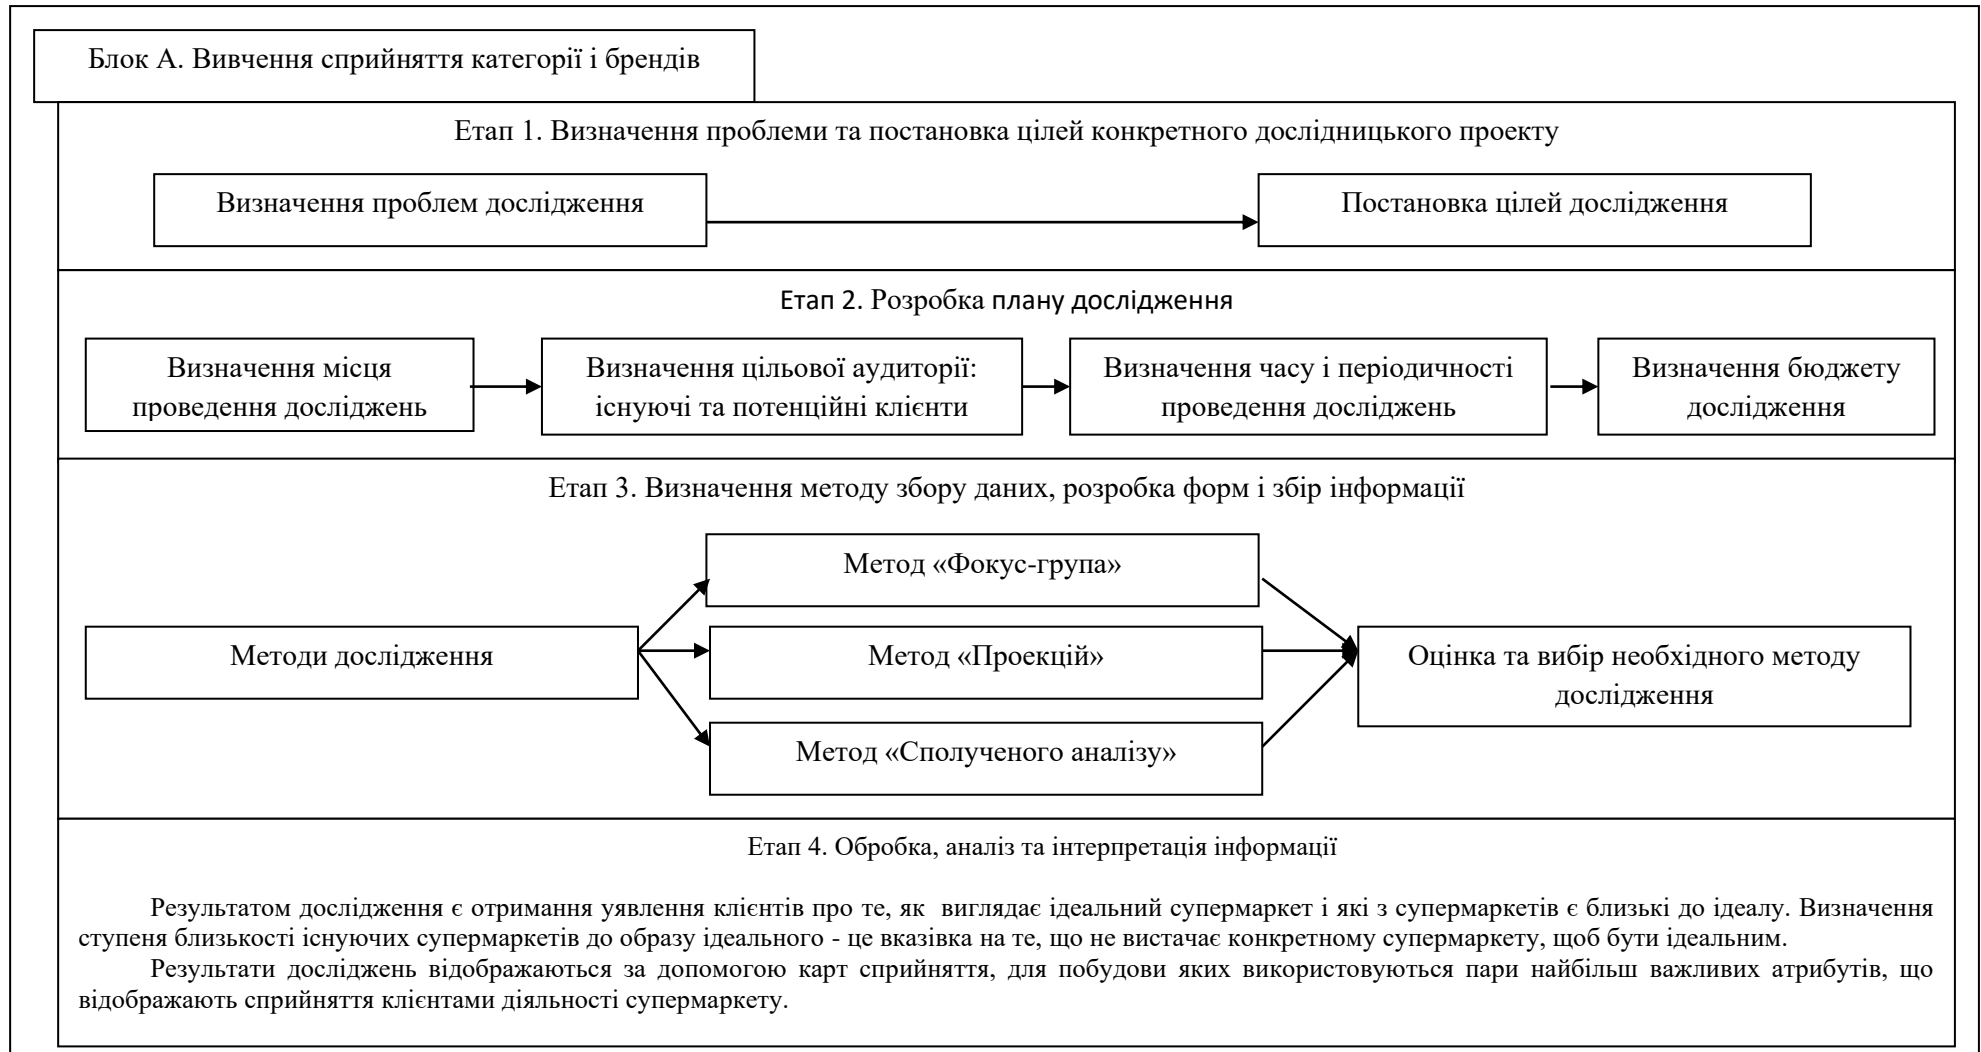 Блок А. Вивчення сприйняття категорії і брендів
Етап 1. Визначення проблеми та постановка цілей конкретного дослідницького проекту
Визначення проблем дослідження
Постановка цілей дослідження
Етап 2. Розробка плану дослідження
Визначення місця
проведення досліджень
Визначення цільової аудиторії:
існуючі та потенційні клієнти
Визначення часу і періодичності
проведення досліджень
Визначення бюджету
дослідження
Етап 3. Визначення методу збору даних, розробка форм і збір інформації
Метод «Фокус-група»
Методи дослідження
Метод «Проекцій»
Оцінка та вибір необхідного методу
дослідження
Метод «Сполученого аналізу»
Етап 4. Обробка, аналіз та інтерпретація інформації
Результатом дослідження є отримання уявлення клієнтів про те, як виглядає ідеальний супермаркет і які з супермаркетів є близькі до ідеалу. Визначення
ступеня близькості існуючих супермаркетів до образу ідеального - це вказівка на те, що не вистачає конкретному супермаркету, щоб бути ідеальним.
Результати досліджень відображаються за допомогою карт сприйняття, для побудови яких використовуються пари найбільш важливих атрибутів, що
відображають сприйняття клієнтами діяльності супермаркету.